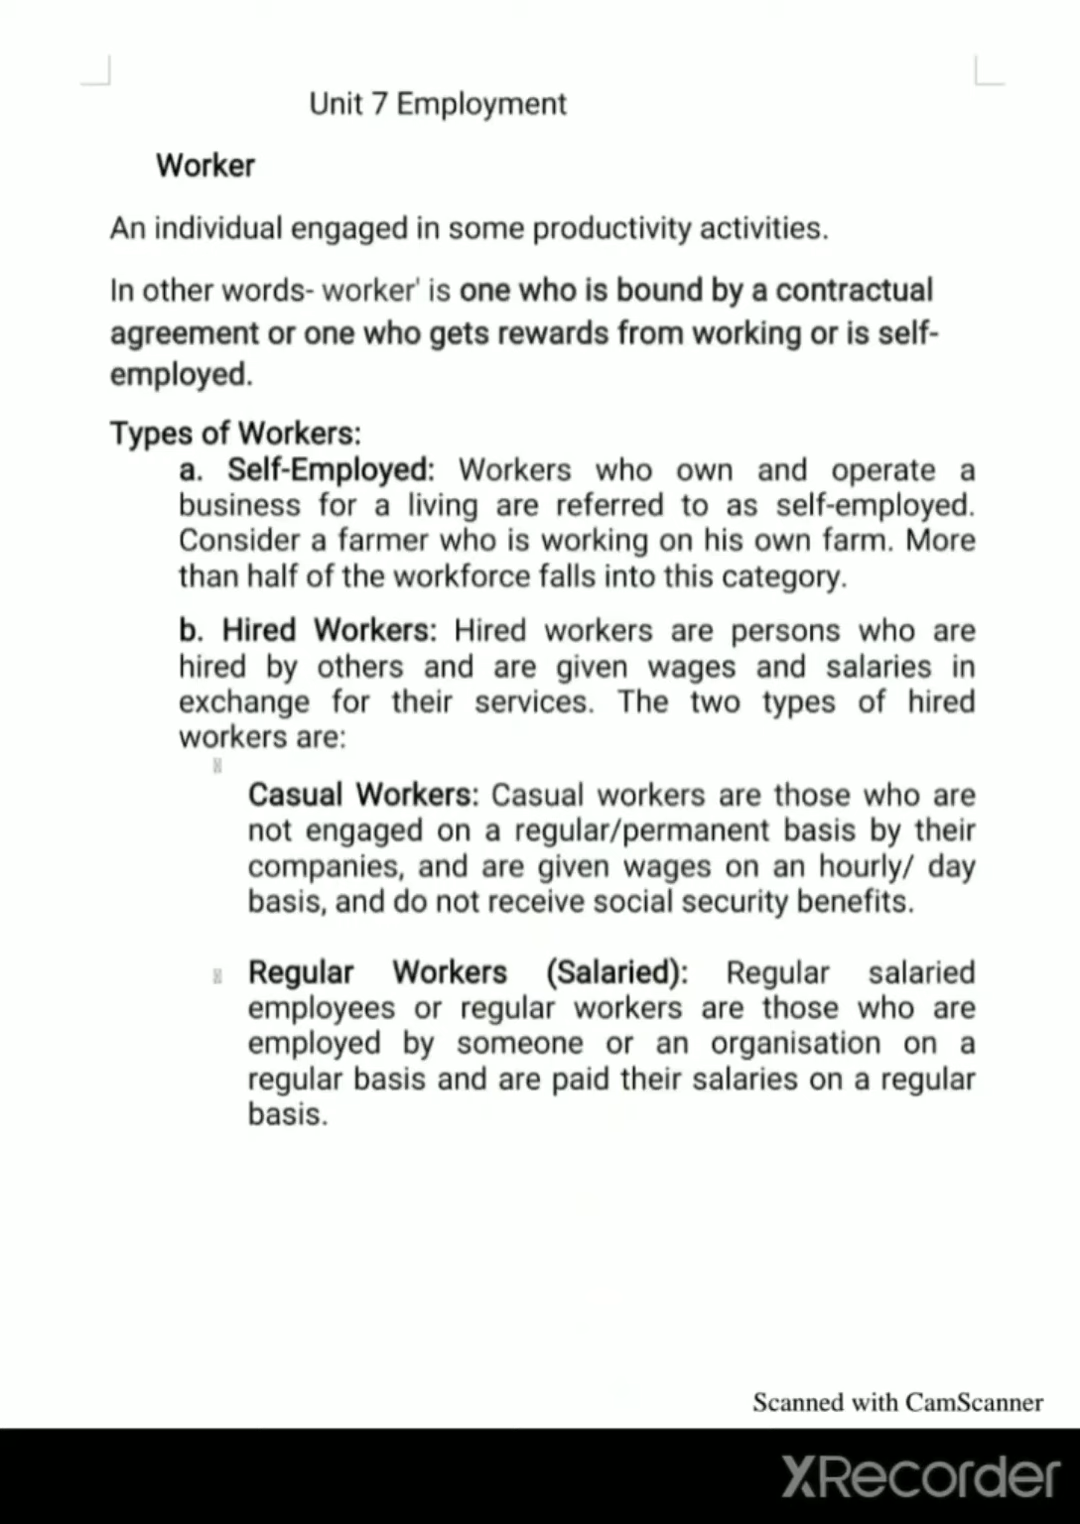 Unit 7 Employment
Worker
An individual engaged in some productivity activities.
In other words- worker' is one who is bound by a contractual
agreement or one who gets rewards from working or is self-
employed.
Types of Workers:
a. Self-Employed: Workers who own and operate a
business for a living are referred to as self-employed.
Consider a farmer who is working on his own farm. More
than half of the workforce falls into this category.
b. Hired Workers: Hired workers are persons who are
hired by others and are given wages and salaries in
exchange for their services. The two types of hired
workers are:
Casual Workers: Casual workers are those who are
not engaged on a regular/permanent basis by their
companies, and are given wages on an hourly/ day
basis, and do not receive social security benefits.
Regular Workers (Salaried): Regular salaried
employees or regular workers are those who are
employed by someone or an organisation on a
regular basis and are paid their salaries on a regular
basis.
Scanned with CamScanner
XRecorder